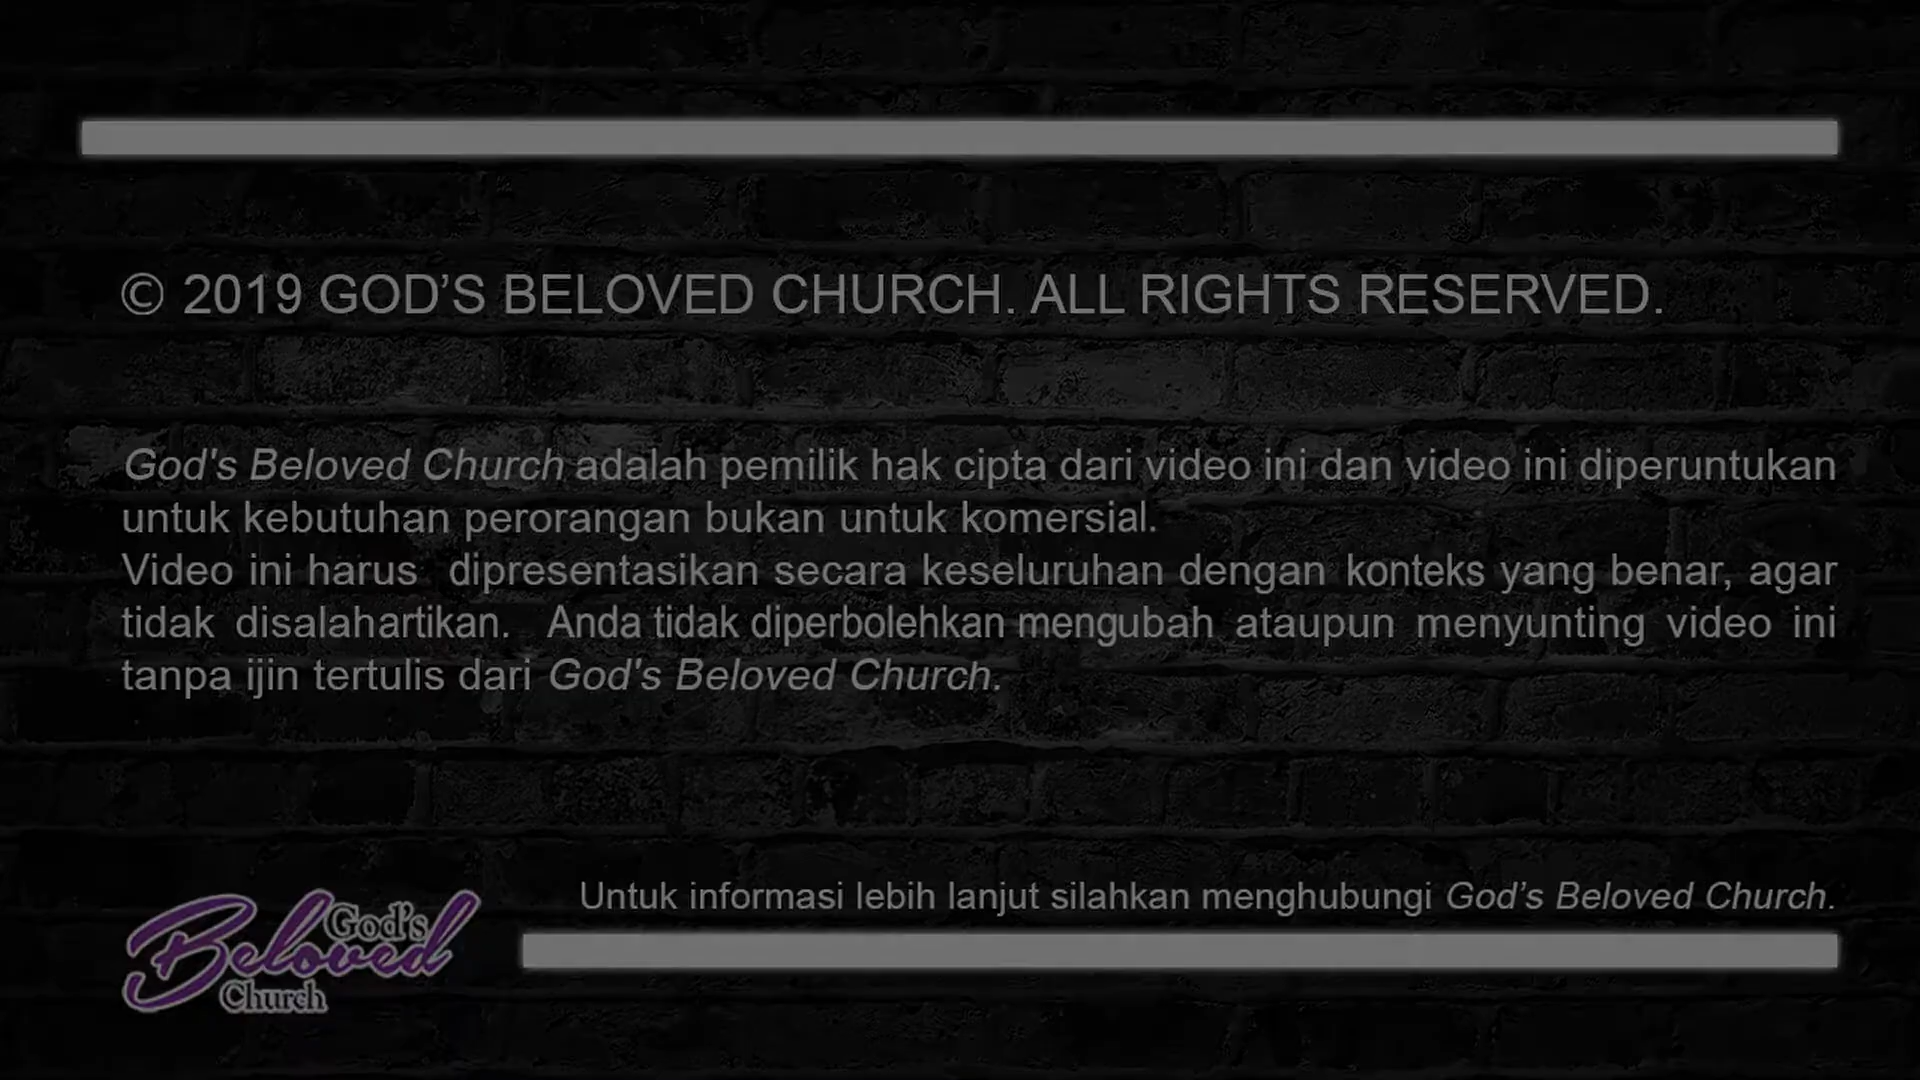 © 2019 GOD’S BELOVED CHURCH. ALL RIGHTS RESERVED.
God's Beloved Church adalah pemilik hak cipta dari video ini dan video ini diperuntukan
untuk kebutuhan perorangan bukan untuk komersial.
Video ini harus dipresentasikan secara keseluruhan dengan konteks yang benar, agar
tidak disalahartikan. Anda tidak diperbolehkan mengubah ataupun menyunting video ini
tanpa ijin tertulis dari God's Beloved Church.
Untuk informasi lebih lanjut silahkan menghubungi God’s Beloved Church.
God's
Beloved
Church